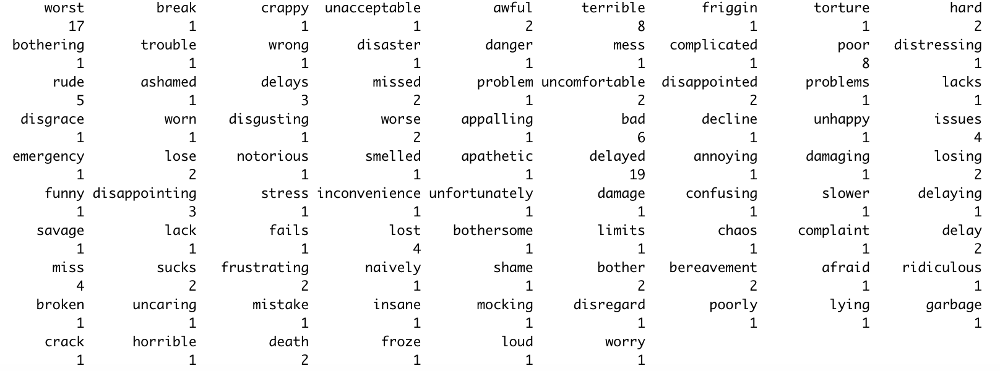 worst break crappy unacceptable awful terrible friggin torture hard
17 1 1 1 2 8 1 1 2
bothering trouble wrong disaster danger mess complicated poor distressing
1 1 1 1 1 1 1 8 1
rude ashamed delays missed problem uncomfortable disappointed problems lacks
5 1 3 2 1 2 2 1 1
disgrace worn disgusting worse appalling bad decline unhappy issues
1 1 1 2 1 6 1 1 4
emergency lose notorious smelled apathetic delayed annoying damaging losing
1 2 1 1 1 19 1 1 2
funny disappointing stress inconvenience unfortunately damage confusing slower delaying
1 3 1 1 1 1 1 1 1
savage lack fails lost bothersome limits chaos complaint delay
1 1 1 4 1 1 1 1 2
miss sucks frustrating naively shame bother bereavement afraid ridiculous
4 2 2 1 1 2 2 1 1
broken uncaring mistake insane mocking disregard poorly lying garbage
1 1 1 1 1 1 1 1 1
crack horrible death froze loud worry
1 1 2 1 1 1